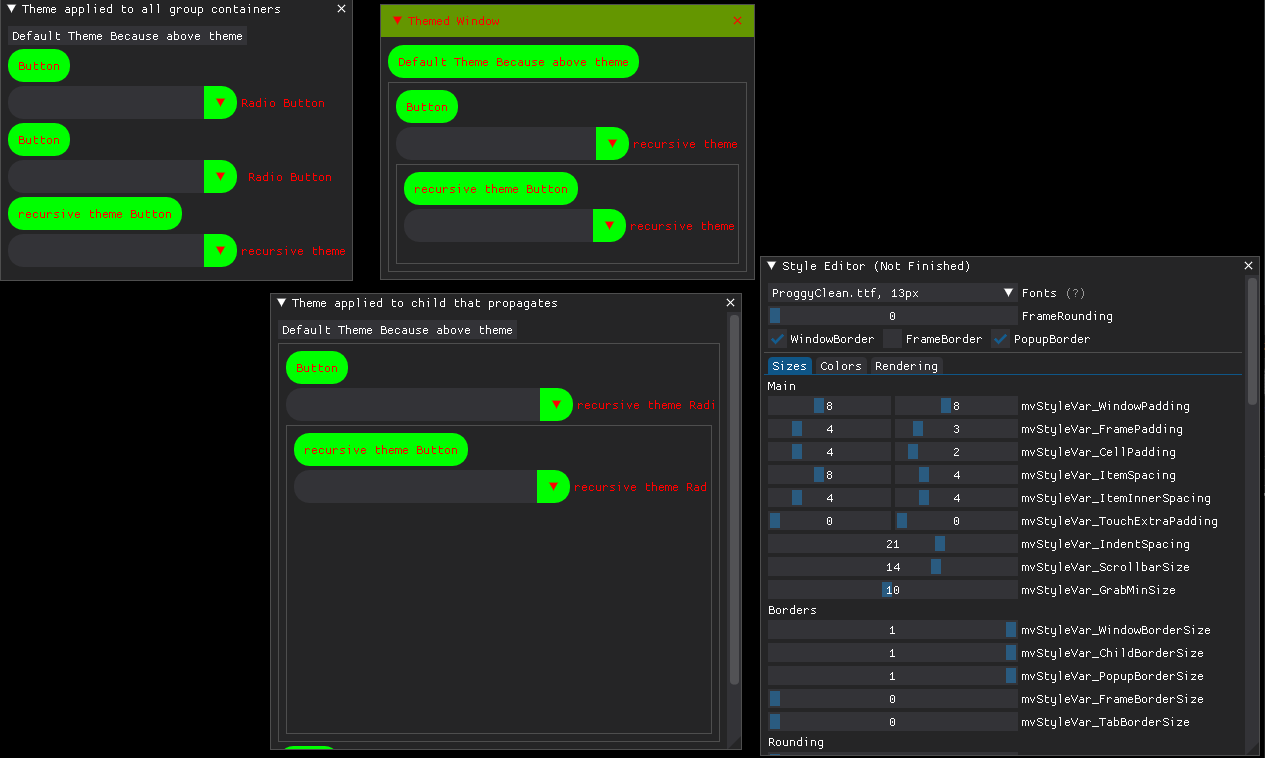 Theme applied to all group containers
Default Theme Because above theme
Button
Radio Button
Button
Radio Button
recursive theme Button
recursive theme
Themed Window
Default Theme Because above theme
Button
recursive theme
recursive theme Button
recursive theme
Theme applied to child that propagates
Default Theme Because above theme
Button
recursive theme Radi
recursive theme Button
recursive theme Rad
Style Editor (Not Finished)
ProggyClean.ttf, 13px Fonts (?)
0 FrameRounding
WindowBorder FrameBorder PopupBorder
Sizes Colors Rendering
Main
8 8 mvStyleVar_WindowPadding
4 3 mvStyleVar_FramePadding
4 2 mvStyleVar_CellPadding
8 4 mvStyleVar_ItemSpacing
4 4 mvStyleVar_ItemInnerSpacing
0 0 mvStyleVar_TouchExtraPadding
21 mvStyleVar_IndentSpacing
14 mvStyleVar_ScrollbarSize
10 mvStyleVar_GrabMinSize
Borders
1 mvStyleVar_WindowBorderSize
1 mvStyleVar_ChildBorderSize
1 mvStyleVar_PopupBorderSize
0 mvStyleVar_FrameBorderSize
0 mvStyleVar_TabBorderSize
Rounding